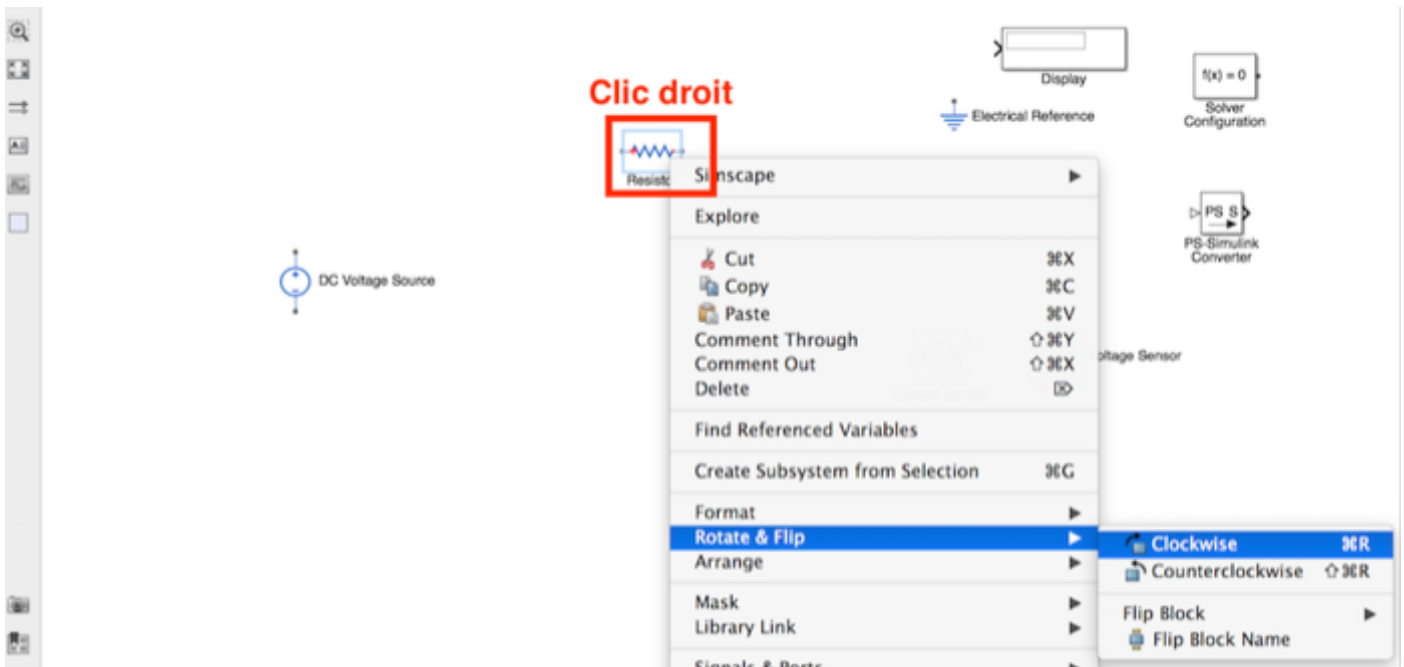 Display
f(x) = 0
Solver
Configuration
Clic droit
Electrical Reference
Simscape
Explore
PS S
PS-Simulink
Converter
DC Voltage Source
Cut ⌘X
Copy ⌘C
Paste ⌘V
Comment Through ⇧⌘Y
Comment Out ⇧⌘X
Delete ⌦
Sensor
Find Referenced Variables
Create Subsystem from Selection ⌘G
Format
Rotate & Flip
Arrange
Clockwise ⌘R
Counterclockwise ⇧⌘R
Mask
Library Link
Flip Block
Flip Block Name
Signals & Ports